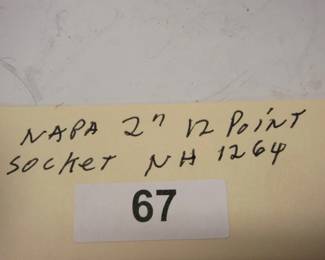 NAPA 2" 12 POINT
SOCKET NH 1264
67